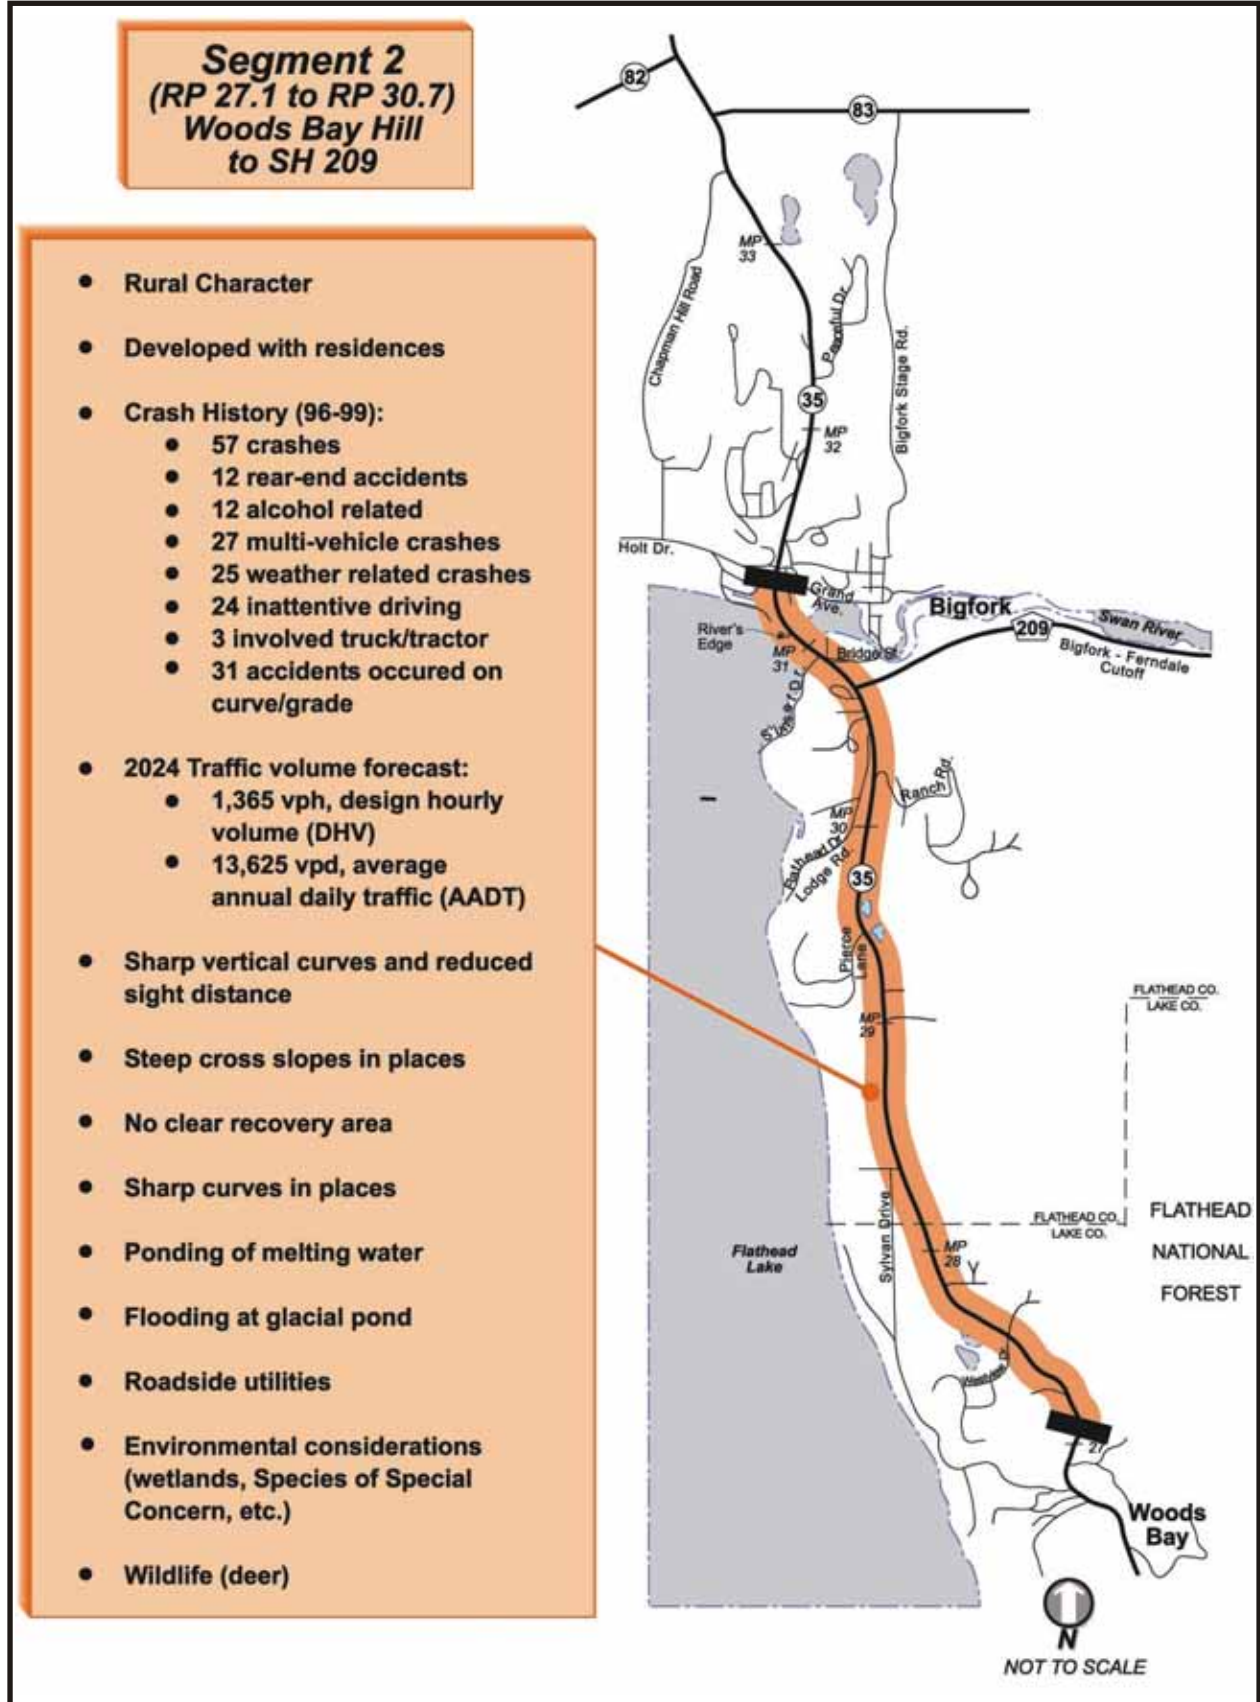 Segment 2
(RP 27.1 to RP 30.7)
Woods Bay Hill
to SH 209
• Rural Character
• Developed with residences
• Crash History (96-99):
• 57 crashes
• 12 rear-end accidents
• 12 alcohol related
• 27 multi-vehicle crashes
• 25 weather related crashes
• 24 inattentive driving
• 3 involved truck/tractor
• 31 accidents occured on
curve/grade
• 2024 Traffic volume forecast:
• 1,365 vph, design hourly
volume (DHV)
• 13,625 vpd, average
annual daily traffic (AADT)
• Sharp vertical curves and reduced
sight distance
• Steep cross slopes in places
• No clear recovery area
• Sharp curves in places
• Ponding of melting water
• Flooding at glacial pond
• Roadside utilities
• Environmental considerations
(wetlands, Species of Special
Concern, etc.)
• Wildlife (deer)
82
83
MP
33
Chapman Hill Road
Peaceful Dr.
Bigfork Stage Rd.
35
MP
32
Holt Dr.
Grand
Ave.
Bigfork
Swan River
209
Bigfork - Ferndale
Cutoff
River's
Edge
MP
31
Bridge St.
Ranch Rd.
MP
30
Flathead Dr.
Lodge Rd.
35
Pierce
Lane
MP
29
FLATHEAD CO.
LAKE CO.
Sylvan Drive
FLATHEAD CO.
LAKE CO.
FLATHEAD
NATIONAL
FOREST
Flathead
Lake
MP
28
Westview Dr.
27
Woods
Bay
N
NOT TO SCALE